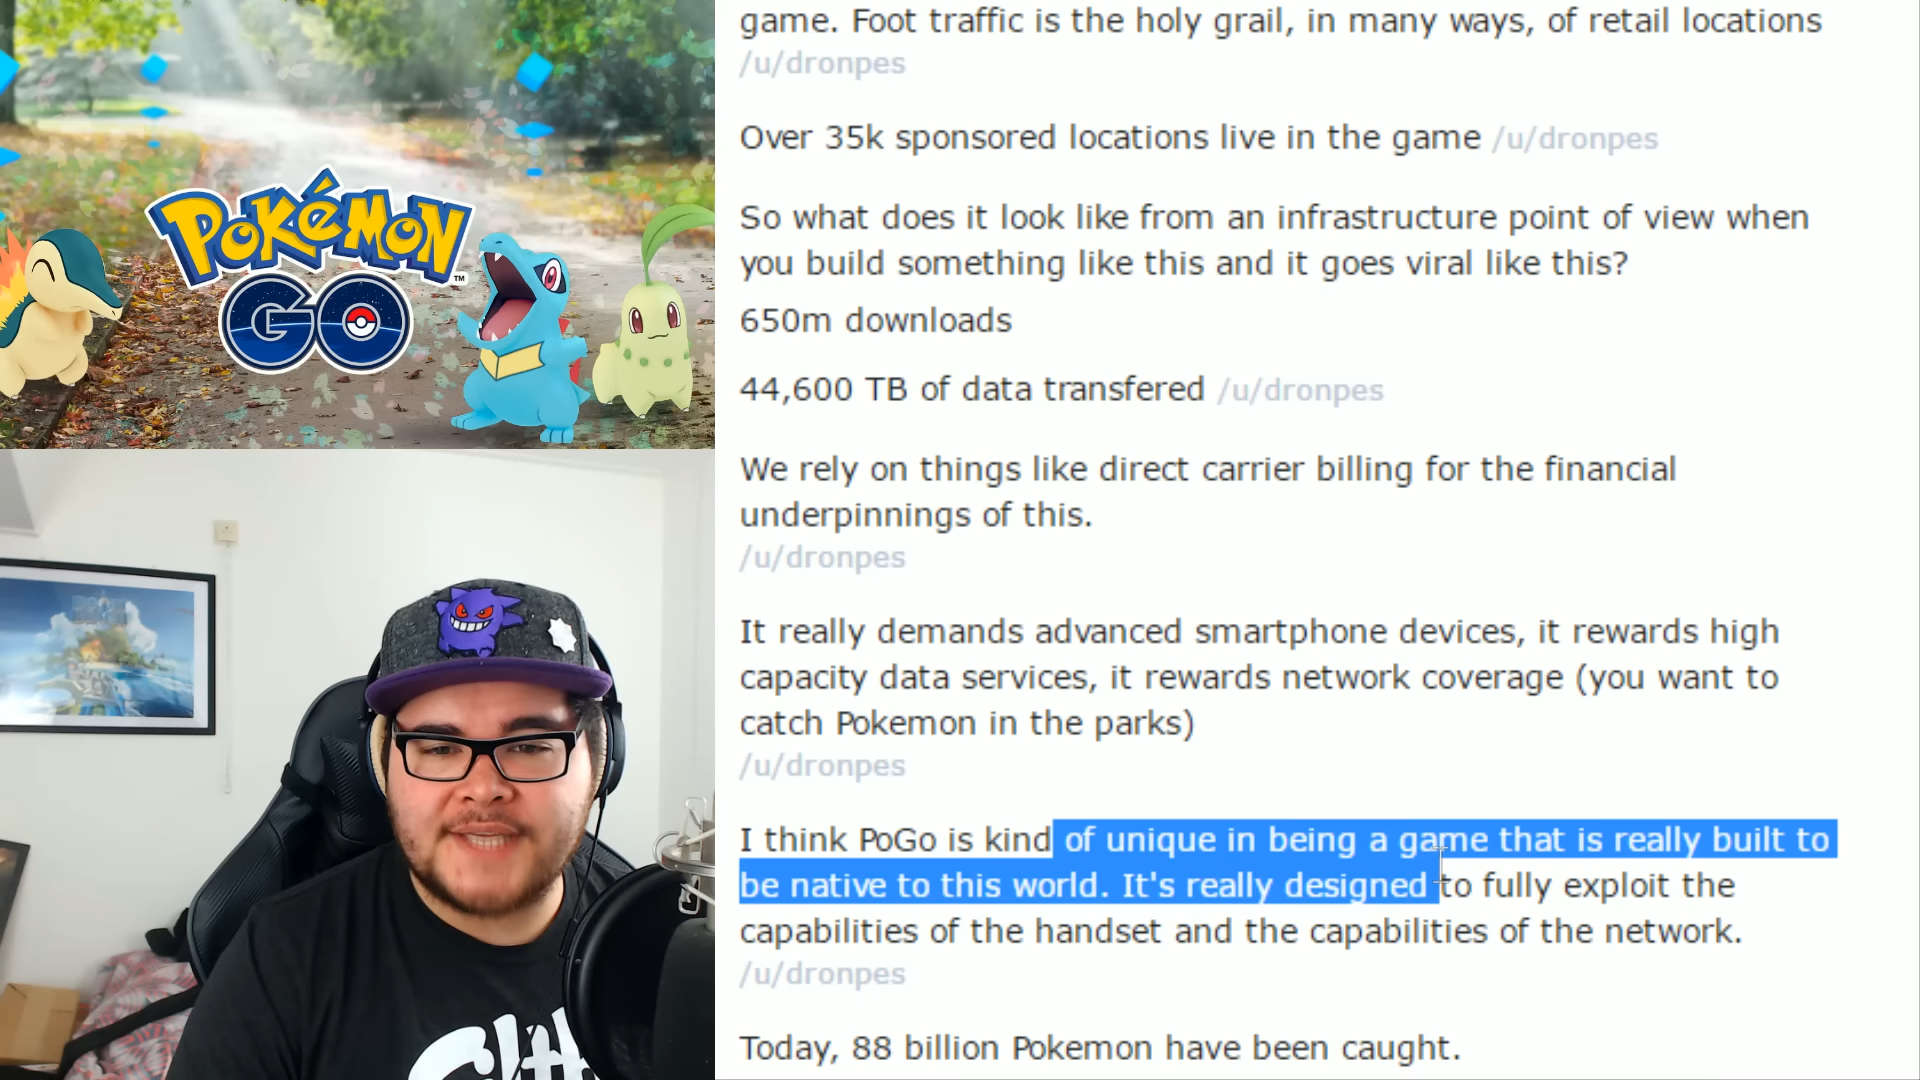 POKÉMON
TM
GO
game. Foot traffic is the holy grail, in many ways, of retail locations
/u/dronpes
Over 35k sponsored locations live in the game /u/dronpes
So what does it look like from an infrastructure point of view when
you build something like this and it goes viral like this?
650m downloads
44,600 TB of data transfered /u/dronpes
We rely on things like direct carrier billing for the financial
underpinnings of this.
/u/dronpes
It really demands advanced smartphone devices, it rewards high
capacity data services, it rewards network coverage (you want to
catch Pokemon in the parks)
/u/dronpes
I think PoGo is kind of unique in being a game that is really built to
be native to this world. It's really designed to fully exploit the
capabilities of the handset and the capabilities of the network.
/u/dronpes
Today, 88 billion Pokemon have been caught.